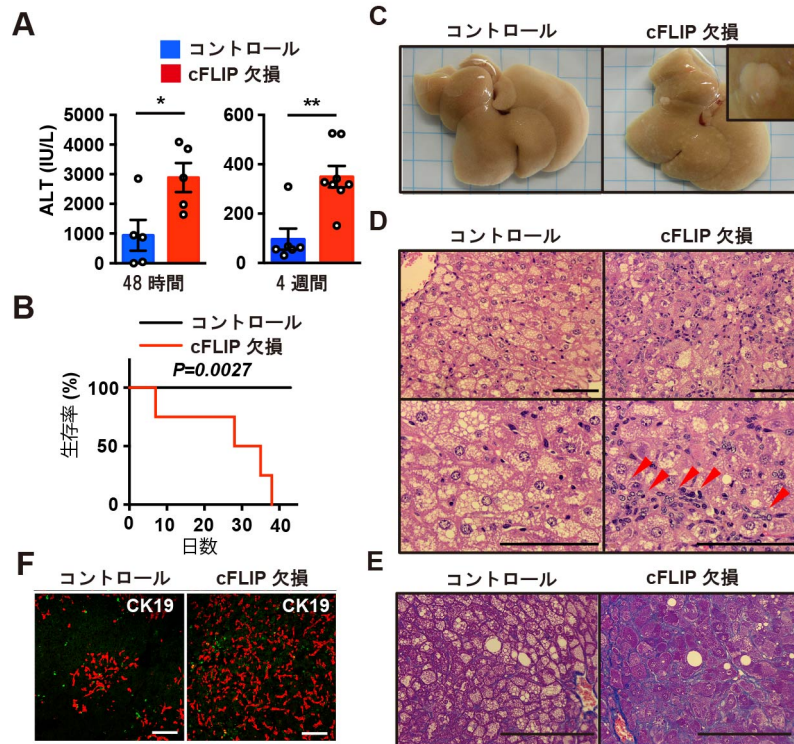 A
コントロール
cFLIP 欠損
ALT (IU/L)
5000
4000
3000
2000
1000
0
*
48 時間
600
400
200
0
**
4 週間
B
コントロール
cFLIP 欠損
P=0.0027
生存率 (%)
100
50
0
0 10 20 30 40
日数
C
コントロール cFLIP 欠損
D
コントロール cFLIP 欠損
E
コントロール cFLIP 欠損
F
コントロール cFLIP 欠損
CK19 CK19